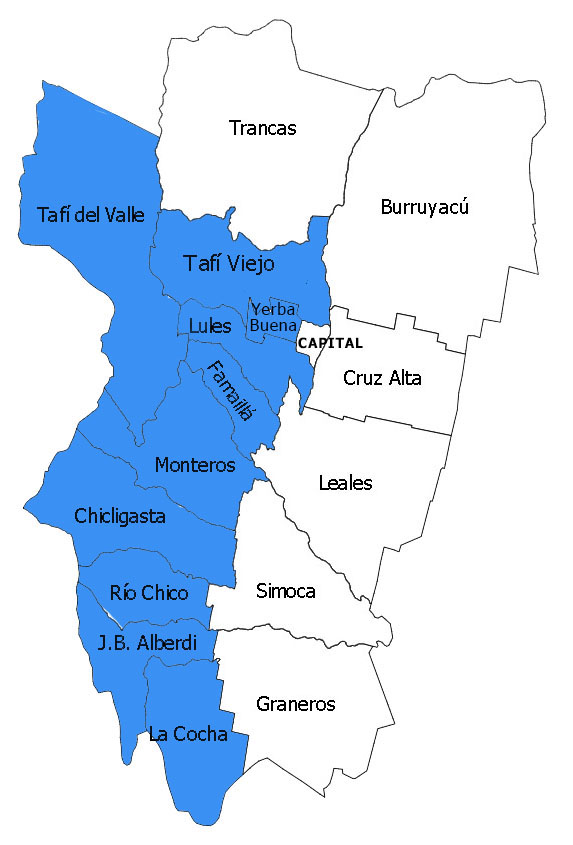 Trancas
Burruyacú
Tafí del Valle
Tafí Viejo
Yerba
Buena
Lules
CAPITAL
Cruz Alta
Famaillá
Monteros
Leales
Chicligasta
Río Chico
Simoca
J.B. Alberdi
Graneros
La Cocha